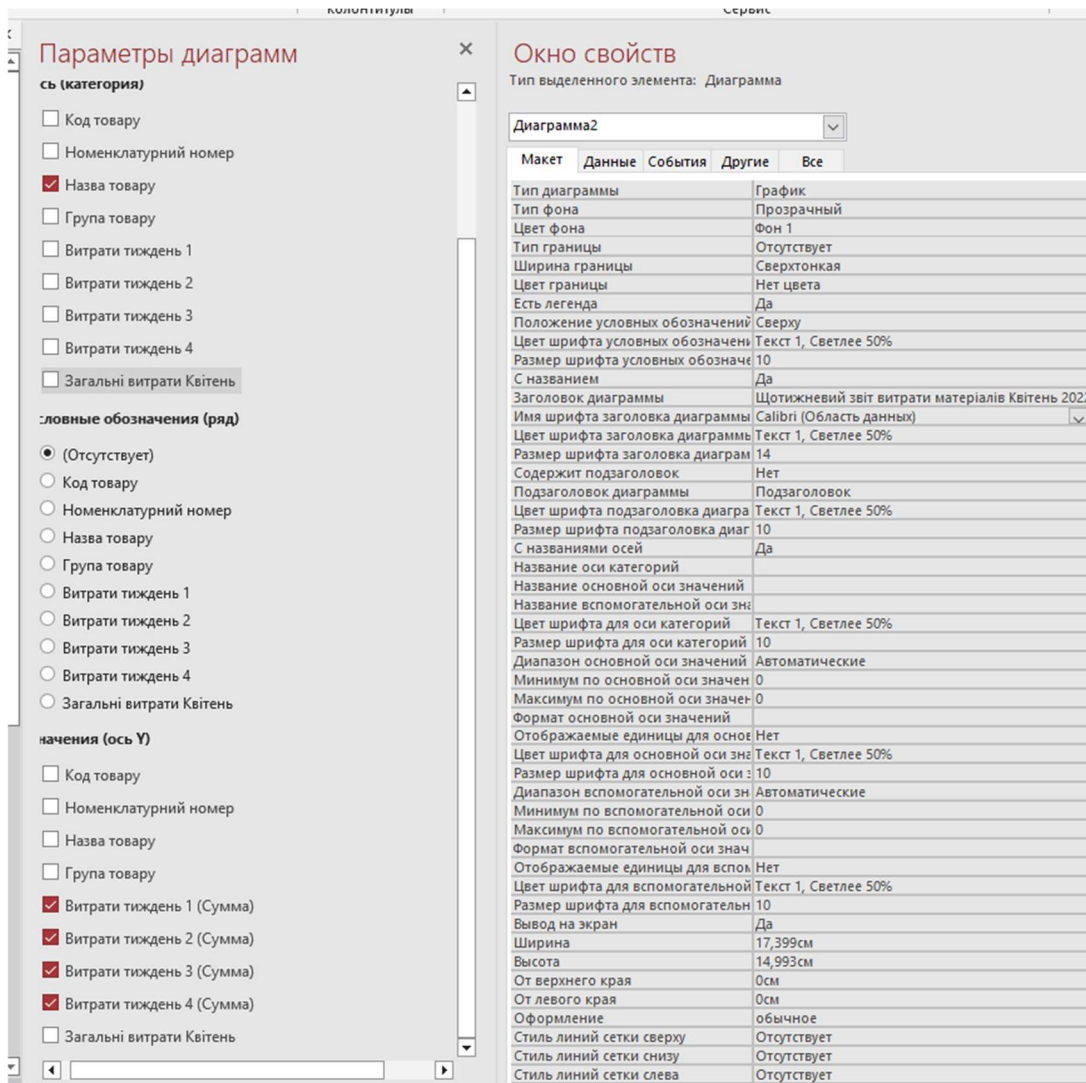 Колонтитулы
Сервис
Параметры диаграмм
сь (категория)
Код товару
Номенклатурний номер
Назва товару
Група товару
Витрати тиждень 1
Витрати тиждень 2
Витрати тиждень 3
Витрати тиждень 4
Загальні витрати Квітень
словные обозначения (ряд)
(Отсутствует)
Код товару
Номенклатурний номер
Назва товару
Група товару
Витрати тиждень 1
Витрати тиждень 2
Витрати тиждень 3
Витрати тиждень 4
Загальні витрати Квітень
начения (ось Y)
Код товару
Номенклатурний номер
Назва товару
Група товару
Витрати тиждень 1 (Сумма)
Витрати тиждень 2 (Сумма)
Витрати тиждень 3 (Сумма)
Витрати тиждень 4 (Сумма)
Загальні витрати Квітень
Окно свойств
Тип выделенного элемента: Диаграмма
Диаграмма2
Макет Данные События Другие Все
Тип диаграммы График
Тип фона Прозрачный
Цвет фона Фон 1
Тип границы Отсутствует
Ширина границы Сверхтонкая
Цвет границы Нет цвета
Есть легенда Да
Положение условных обозначений Сверху
Цвет шрифта условных обозначени Текст 1, Светлее 50%
Размер шрифта условных обозначе 10
С названием Да
Заголовок диаграммы Щотижневий звіт витрати матеріалів Квітень 2022
Имя шрифта заголовка диаграммы Calibri (Область данных)
Цвет шрифта заголовка диаграммь Текст 1, Светлее 50%
Размер шрифта заголовка диаграм 14
Содержит подзаголовок Нет
Подзаголовок диаграммы Подзаголовок
Цвет шрифта подзаголовка диагра Текст 1, Светлее 50%
Размер шрифта подзаголовка диаг 10
С названиями осей Да
Название оси категорий
Название основной оси значений
Название вспомогательной оси зна
Цвет шрифта для оси категорий Текст 1, Светлее 50%
Размер шрифта для оси категорий 10
Диапазон основной оси значений Автоматические
Минимум по основной оси значен 0
Максимум по основной оси значен 0
Формат основной оси значений
Отображаемые единицы для основ Нет
Цвет шрифта для основной оси зна Текст 1, Светлее 50%
Размер шрифта для основной оси з 10
Диапазон вспомогательной оси зн Автоматические
Минимум по вспомогательной оси 0
Максимум по вспомогательной оси 0
Формат вспомогательной оси знач
Отображаемые единицы для вспом Нет
Цвет шрифта для вспомогательной Текст 1, Светлее 50%
Размер шрифта для вспомогательн 10
Вывод на экран Да
Ширина 17,399см
Высота 14,993см
От верхнего края 0см
От левого края 0см
Оформление обычное
Стиль линий сетки сверху Отсутствует
Стиль линий сетки снизу Отсутствует
Стиль линий сетки слева Отсутствует